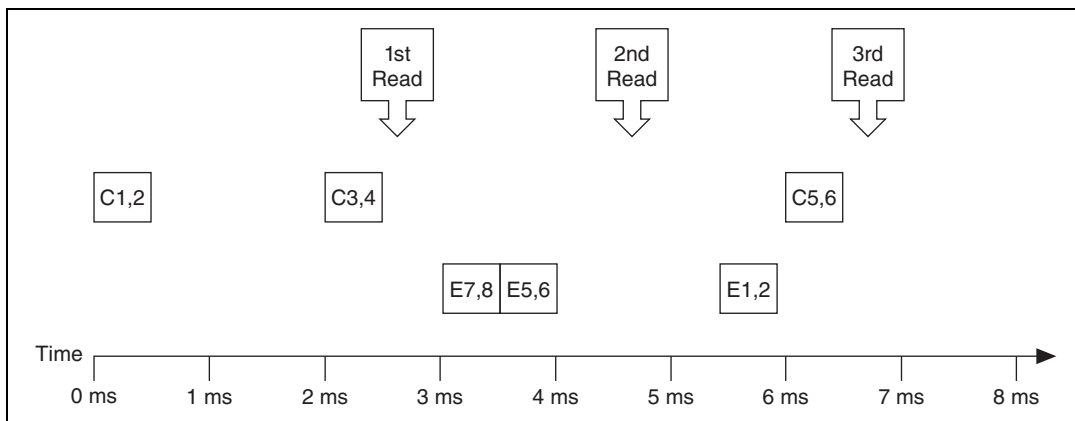 1st
Read
2nd
Read
3rd
Read
C1,2
C3,4
C5,6
E7,8
E5,6
E1,2
Time
0 ms
1 ms
2 ms
3 ms
4 ms
5 ms
6 ms
7 ms
8 ms